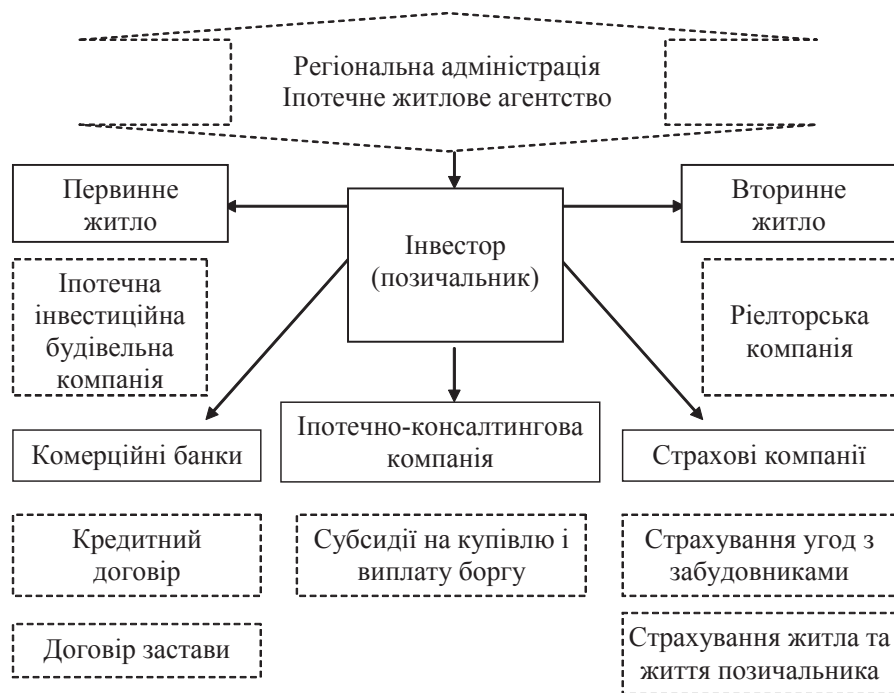 Регіональна адміністрація
Іпотечне житлове агентство
Первинне
житло
Інвестор
(позичальник)
Вторинне
житло
Іпотечна
інвестиційна
будівельна
компанія
Ріелторська
компанія
Комерційні банки
Іпотечно-консалтингова
компанія
Страхові компанії
Кредитний
договір
Субсидії на купівлю і
виплату боргу
Страхування угод з
забудовниками
Договір застави
Страхування житла та
життя позичальника